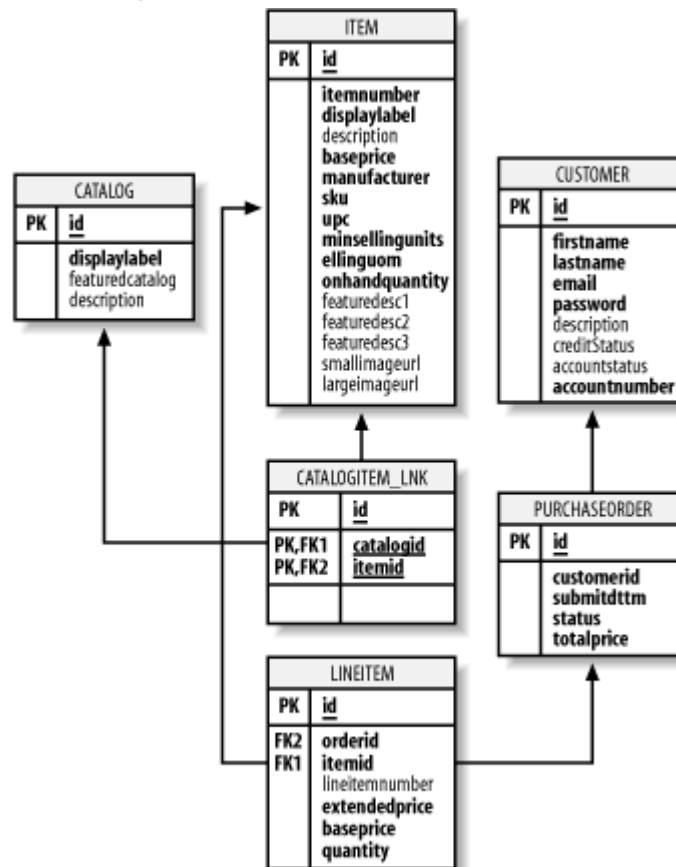 ITEM
PK id
itemnumber
displaylabel
description
baseprice
manufacturer
sku
upc
minsellingunits
ellinguom
onhandquantity
featuredesc1
featuredesc2
featuredesc3
smallimageurl
largeimageurl
CATALOG
PK id
displaylabel
featuredcatalog
description
CUSTOMER
PK id
firstname
lastname
email
password
description
creditStatus
accountstatus
accountnumber
CATALOGITEM_LNK
PK id
PK,FK1 catalogid
PK,FK2 itemid
PURCHASEORDER
PK id
customerid
submitdttm
status
totalprice
LINEITEM
PK id
FK2 orderid
FK1 itemid
lineitemnumber
extendedprice
baseprice
quantity